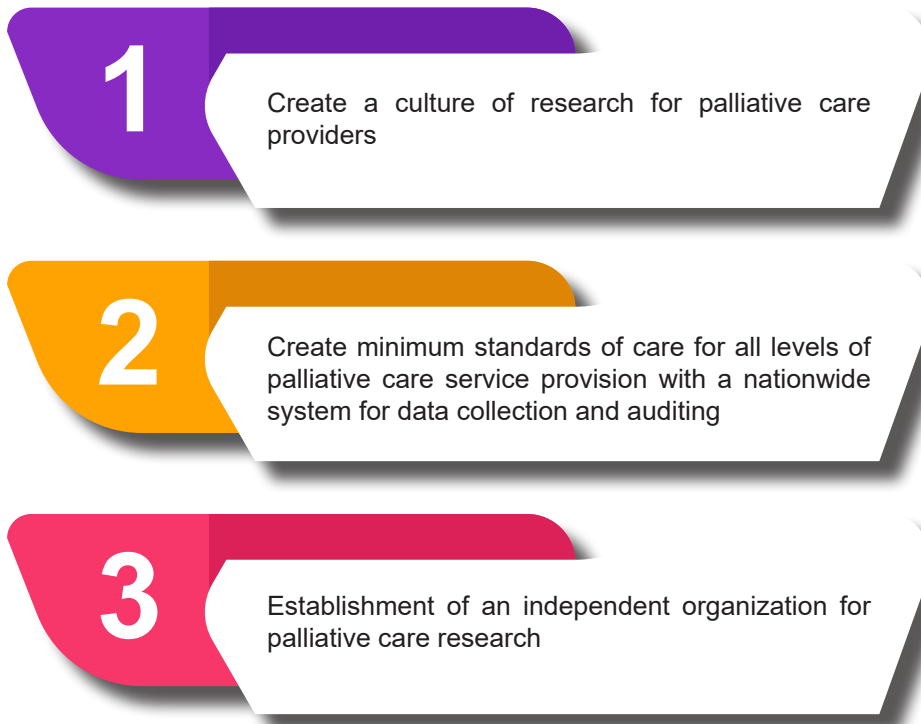 1
Create a culture of research for palliative care
providers
2
Create minimum standards of care for all levels of
palliative care service provision with a nationwide
system for data collection and auditing
3
Establishment of an independent organization for
palliative care research